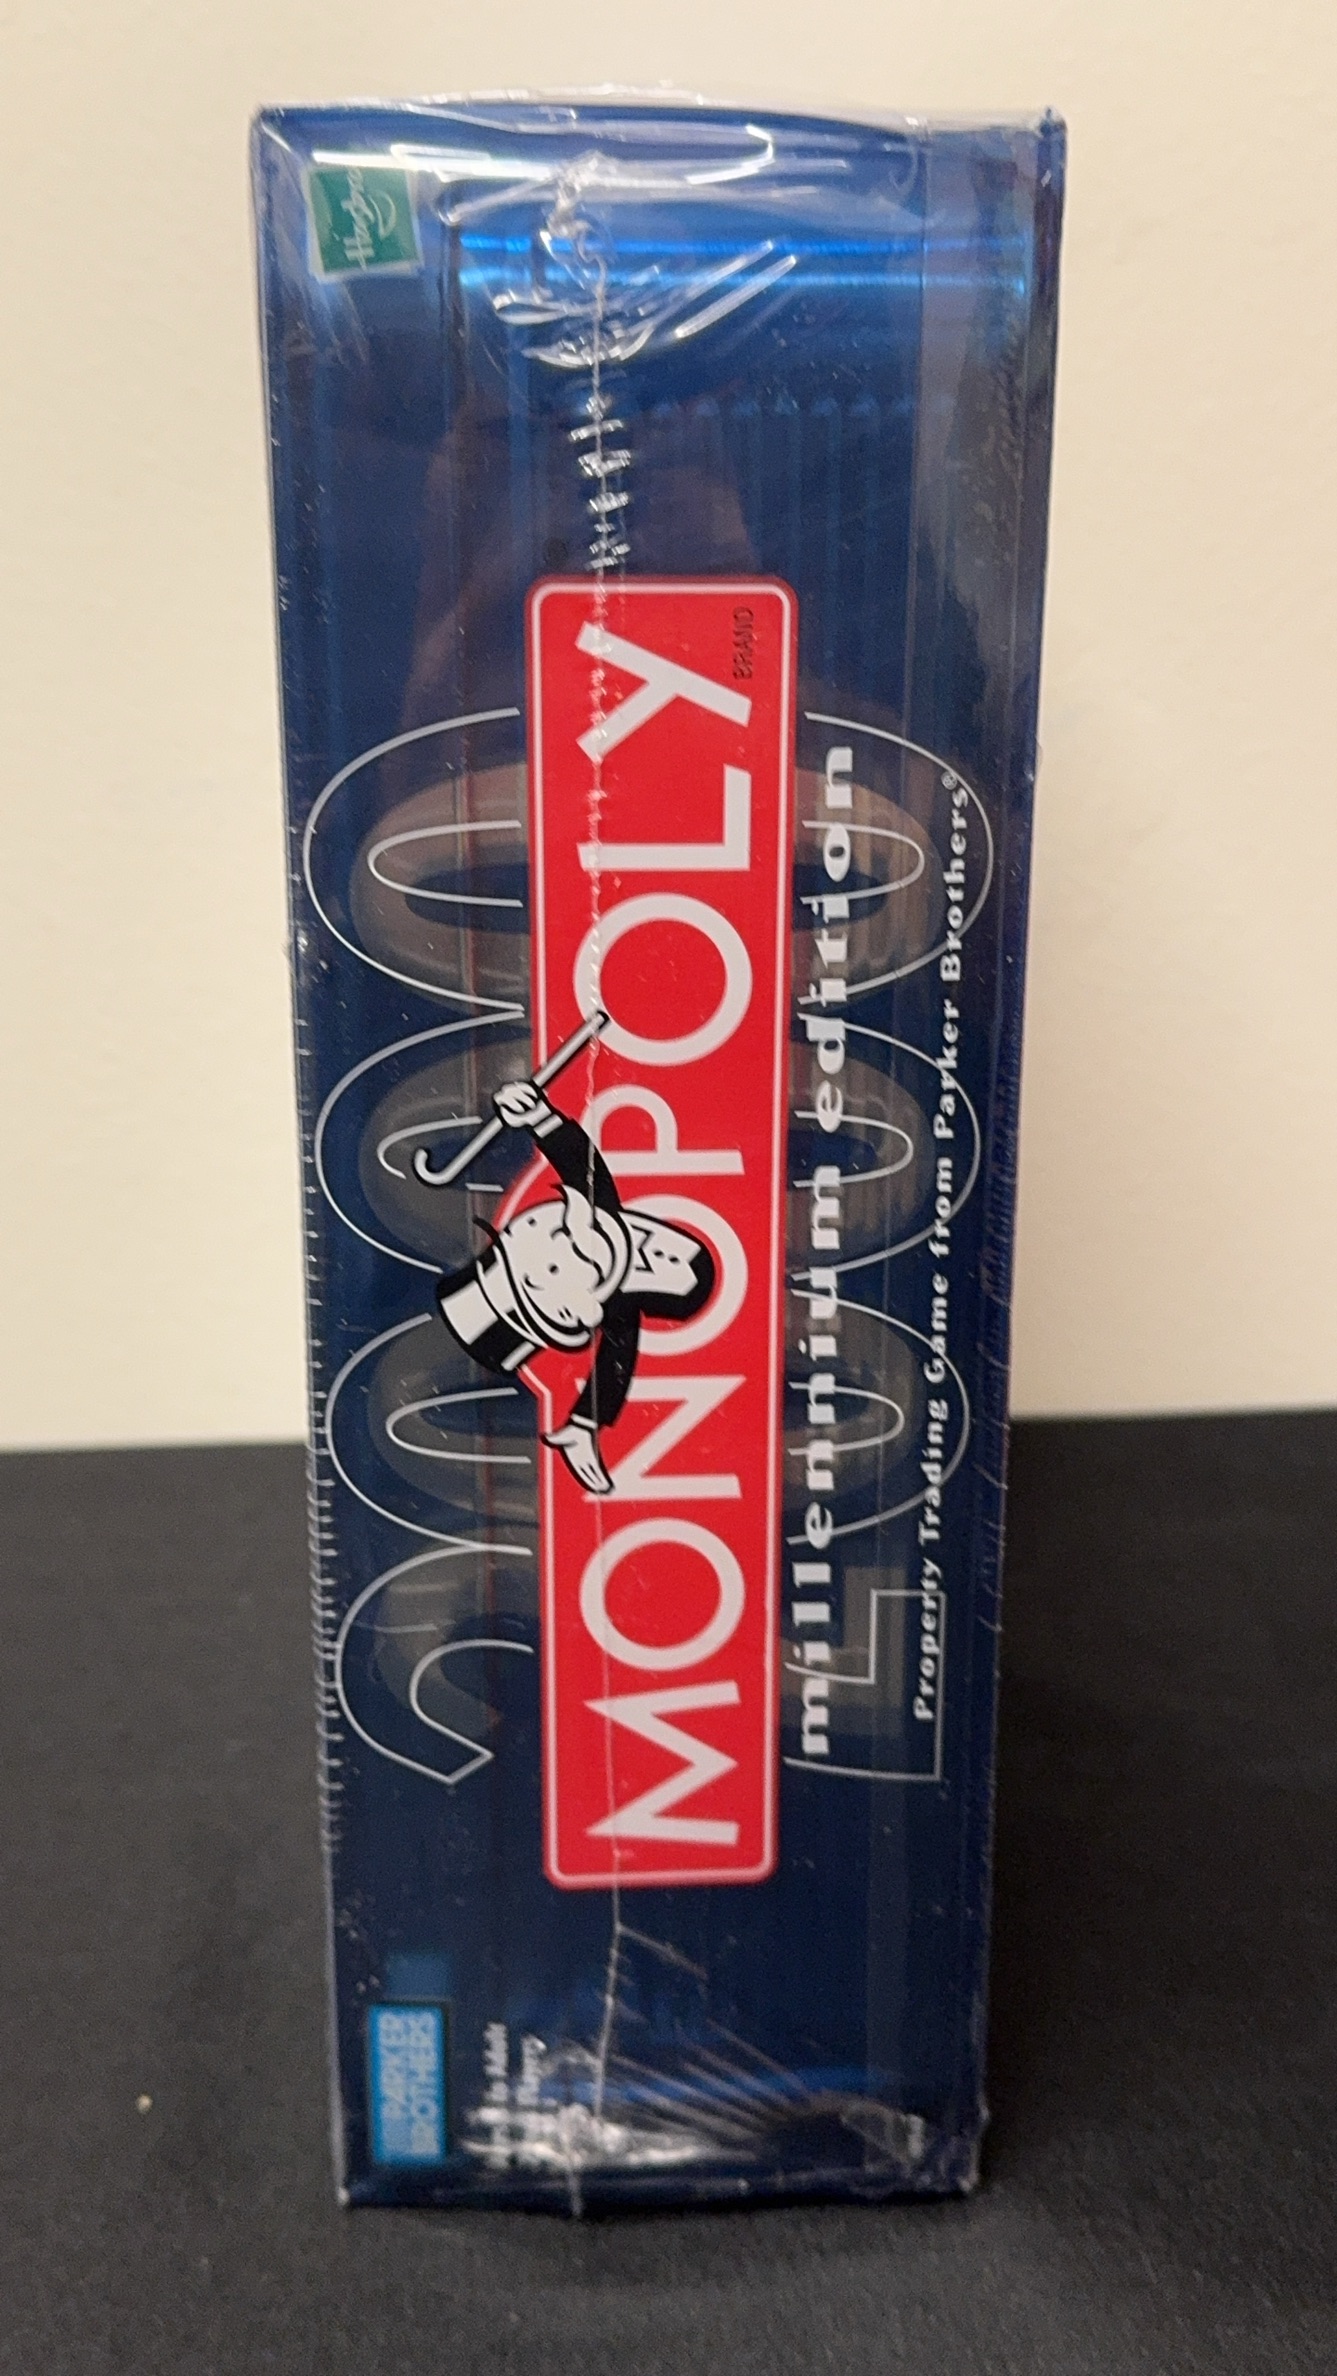 Hasbro
MONOPOLY
BRAND
millennium edition
Property Trading Game from Parker Brothers®
2000
PARKER
BROTHERS